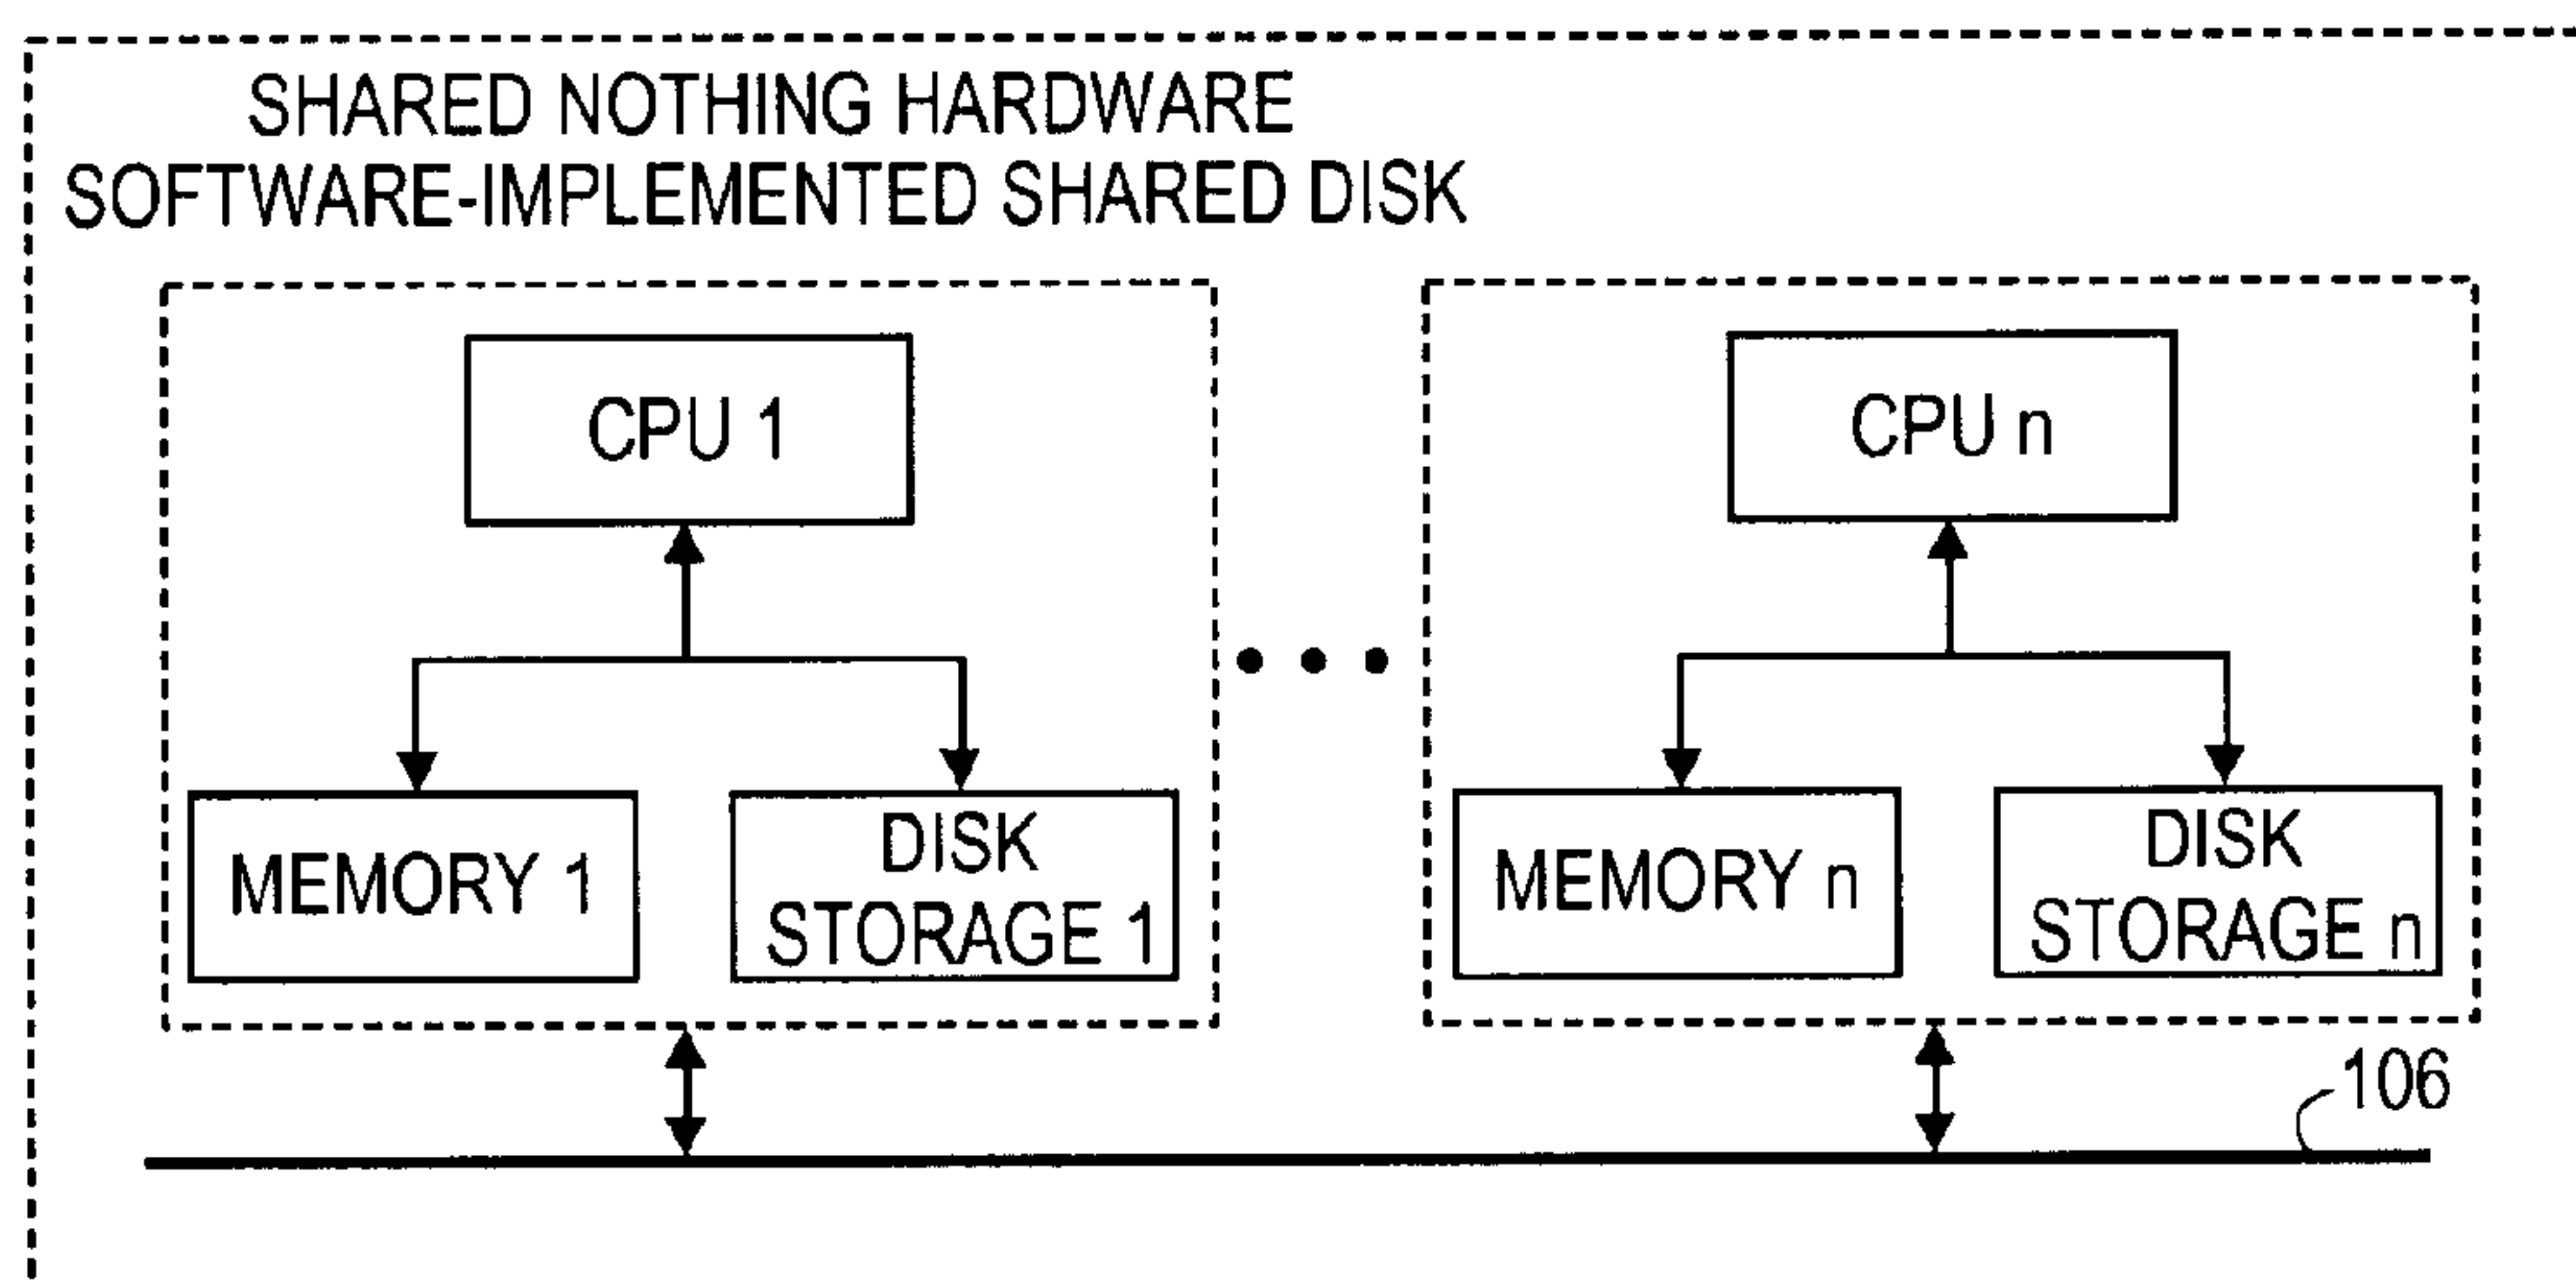 SHARED NOTHING HARDWARE
SOFTWARE-IMPLEMENTED SHARED DISK
CPU 1
CPU n
MEMORY 1
DISK
STORAGE 1
MEMORY n
DISK
STORAGE n
106